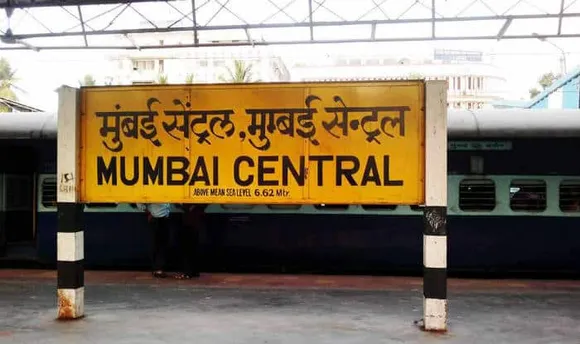 मुंबई सेंट्रल, मुम्बई सेन्ट्रल
MUMBAI CENTRAL
ABOVE MEAN SEA LEVEL 6.62 Mtr.